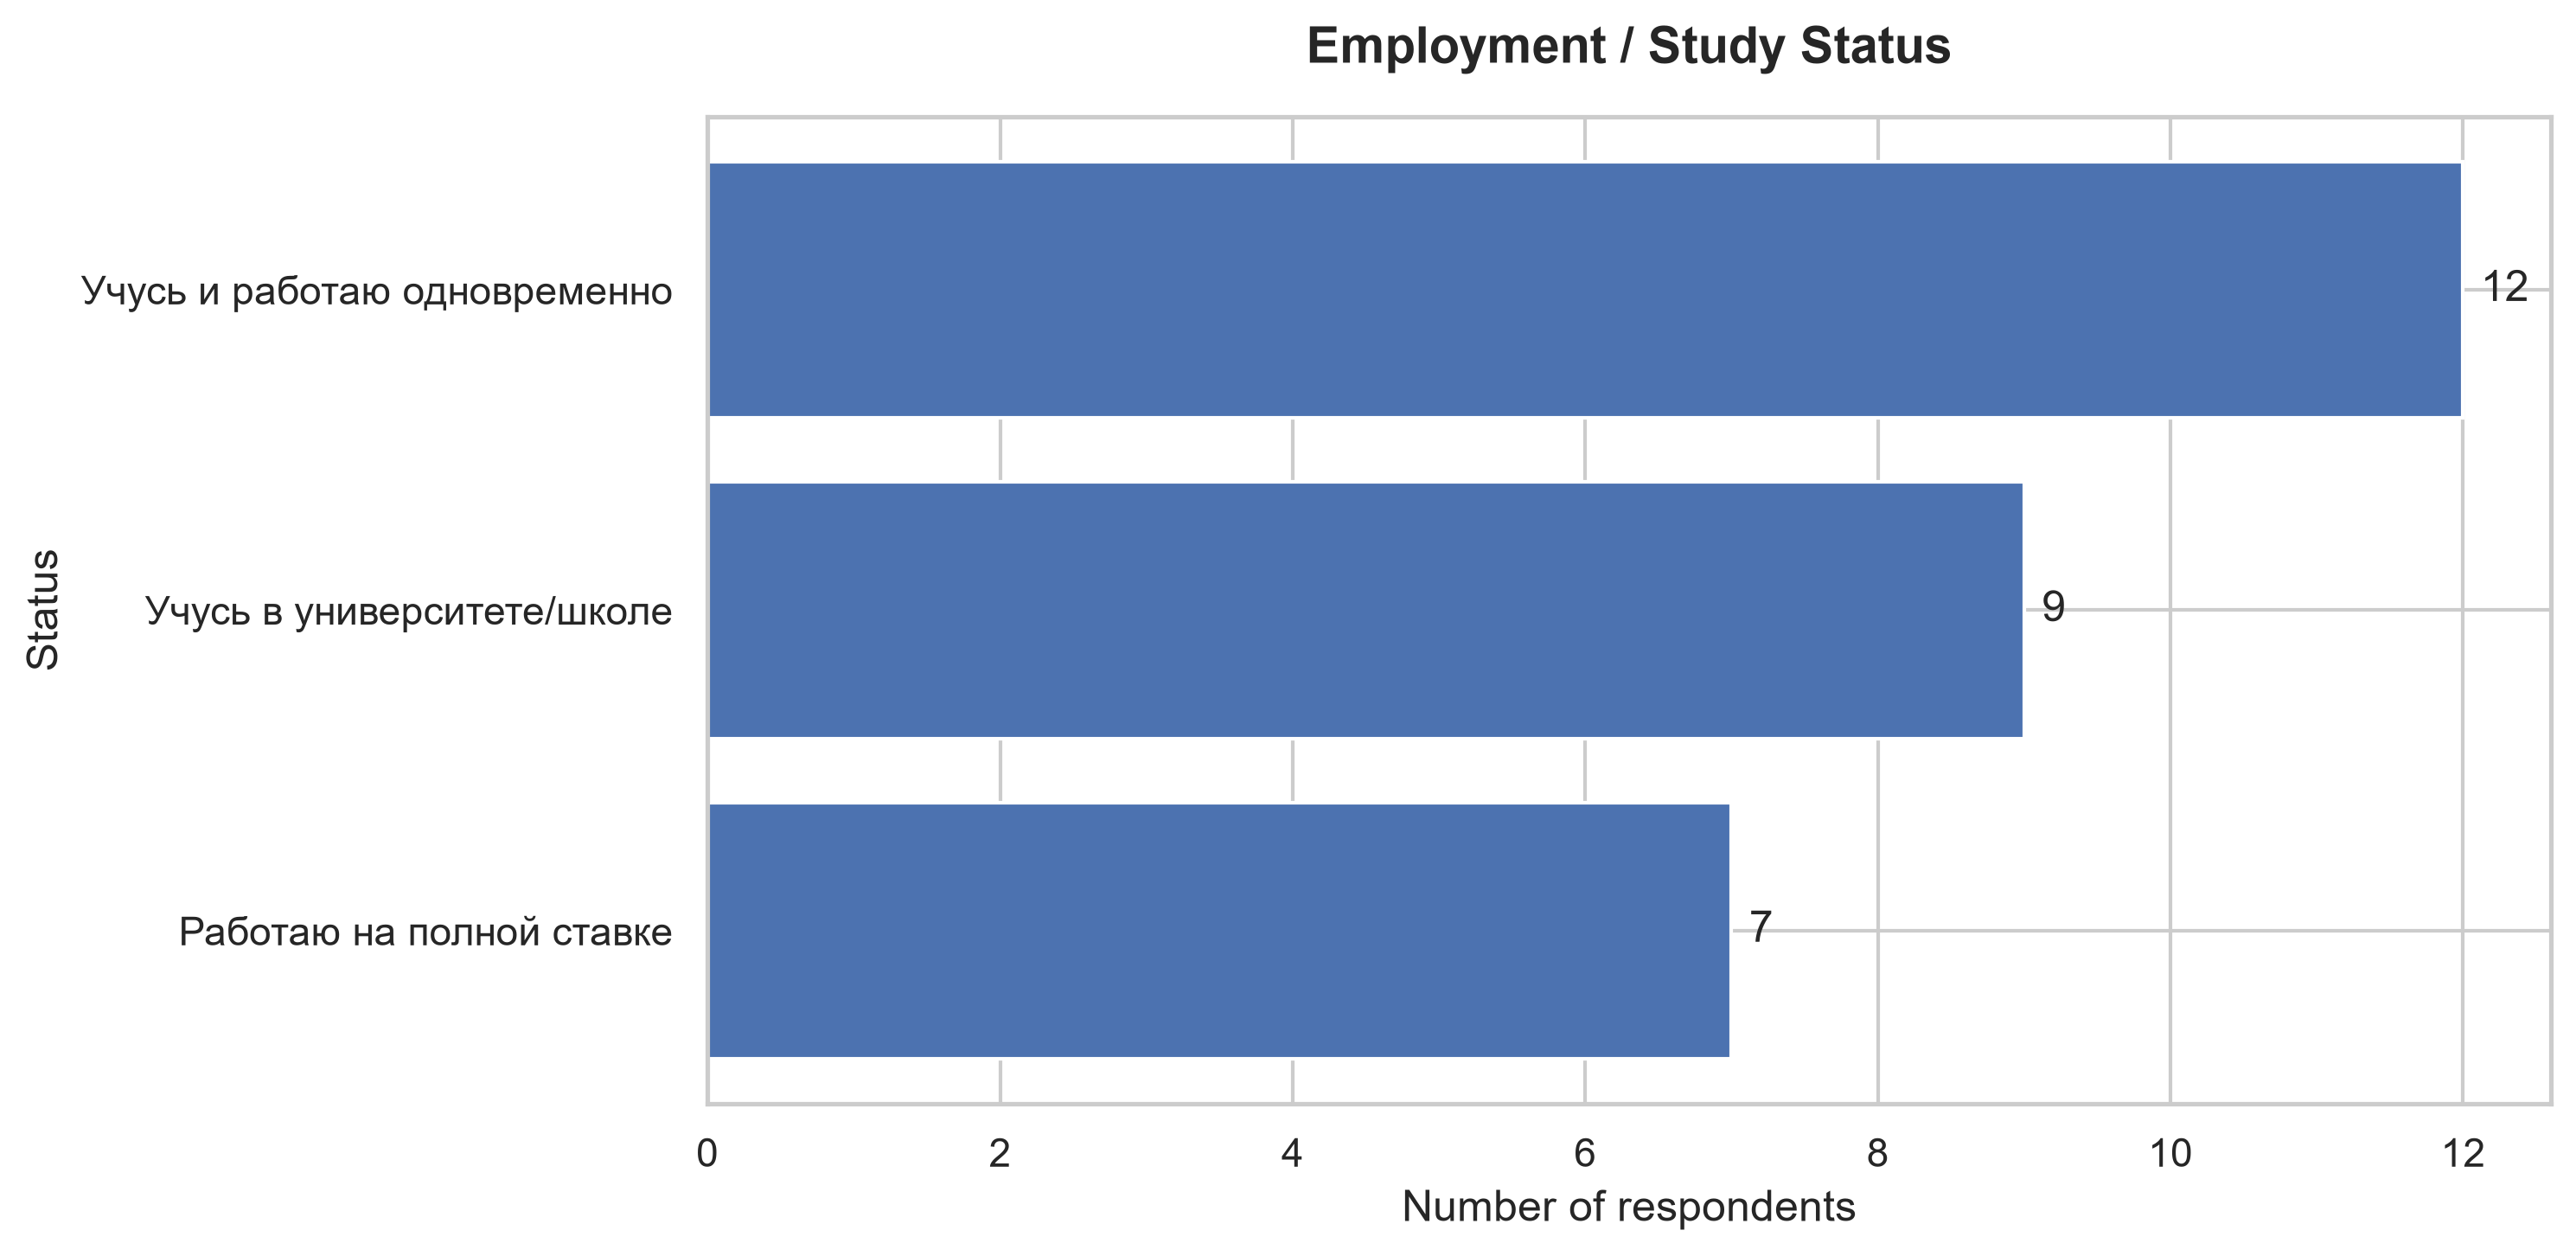 Employment / Study Status
Учусь и работаю одновременно
12
Учусь в университете/школе
9
Работаю на полной ставке
7
Status
0 2 4 6 8 10 12
Number of respondents